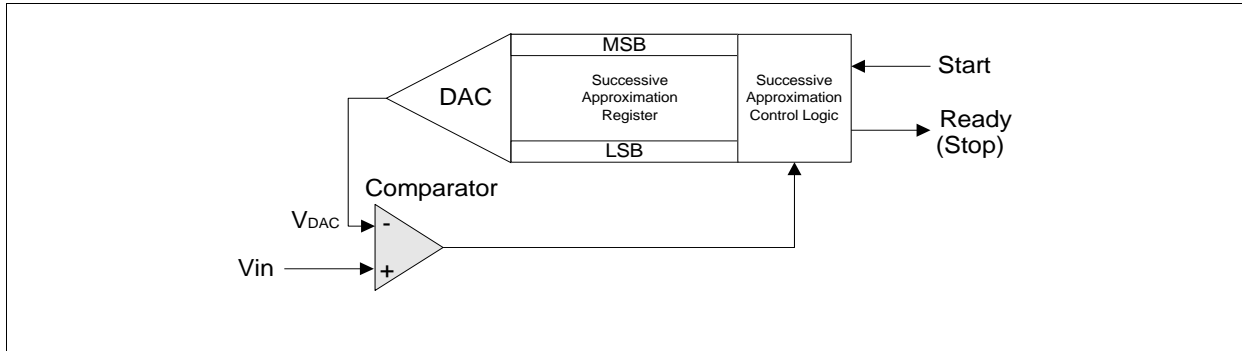 MSB
DAC
Successive
Approximation
Register
Successive
Approximation
Control Logic
LSB
Start
Ready
(Stop)
Comparator
VDAC
-
Vin
+